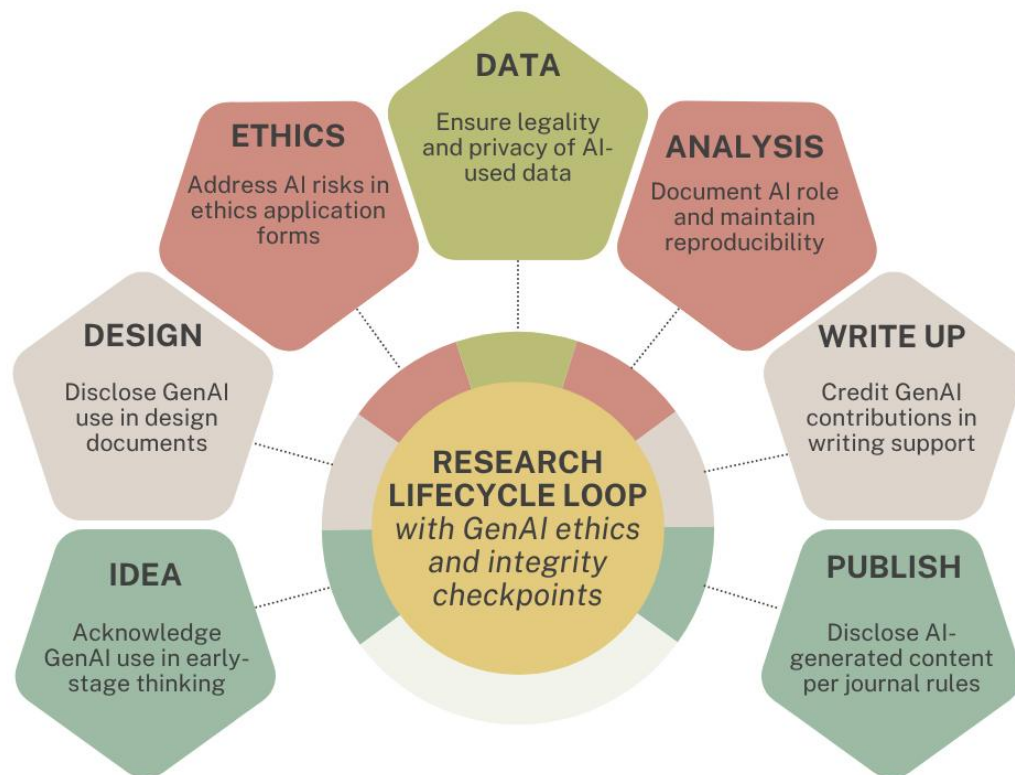 DATA
Ensure legality
and privacy of AI-
used data
ETHICS
Address AI risks in
ethics application
forms
ANALYSIS
Document AI role
and maintain
reproducibility
DESIGN
Disclose GenAI
use in design
documents
WRITE UP
Credit GenAI
contributions in
writing support
RESEARCH
LIFECYCLE LOOP
with GenAI ethics
and integrity
checkpoints
IDEA
Acknowledge
GenAI use in early-
stage thinking
PUBLISH
Disclose AI-
generated content
per journal rules